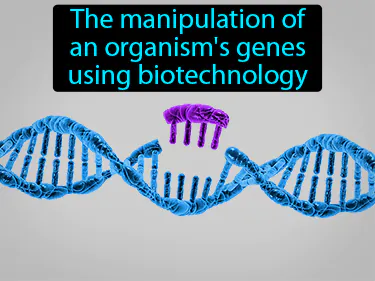 The manipulation of
an organism's genes
using biotechnology